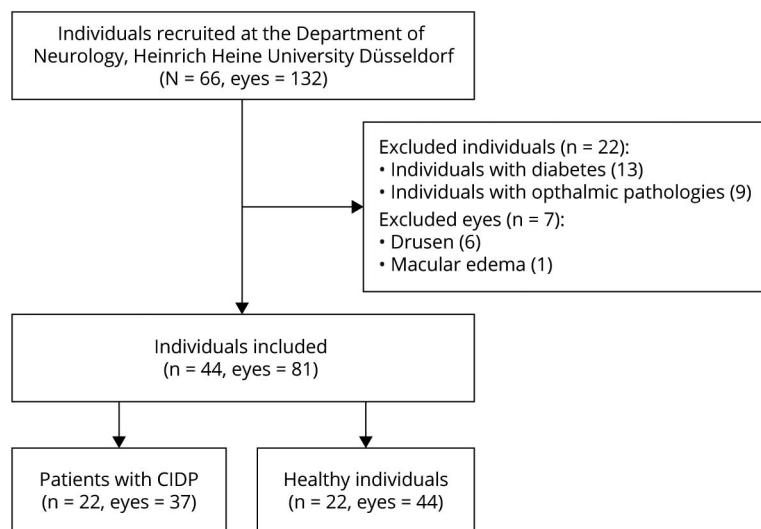 Individuals recruited at the Department of
Neurology, Heinrich Heine University Düsseldorf
(N = 66, eyes = 132)
Excluded individuals (n = 22):
• Individuals with diabetes (13)
• Individuals with opthalmic pathologies (9)
Excluded eyes (n = 7):
• Drusen (6)
• Macular edema (1)
Individuals included
(n = 44, eyes = 81)
Patients with CIDP
(n = 22, eyes = 37)
Healthy individuals
(n = 22, eyes = 44)